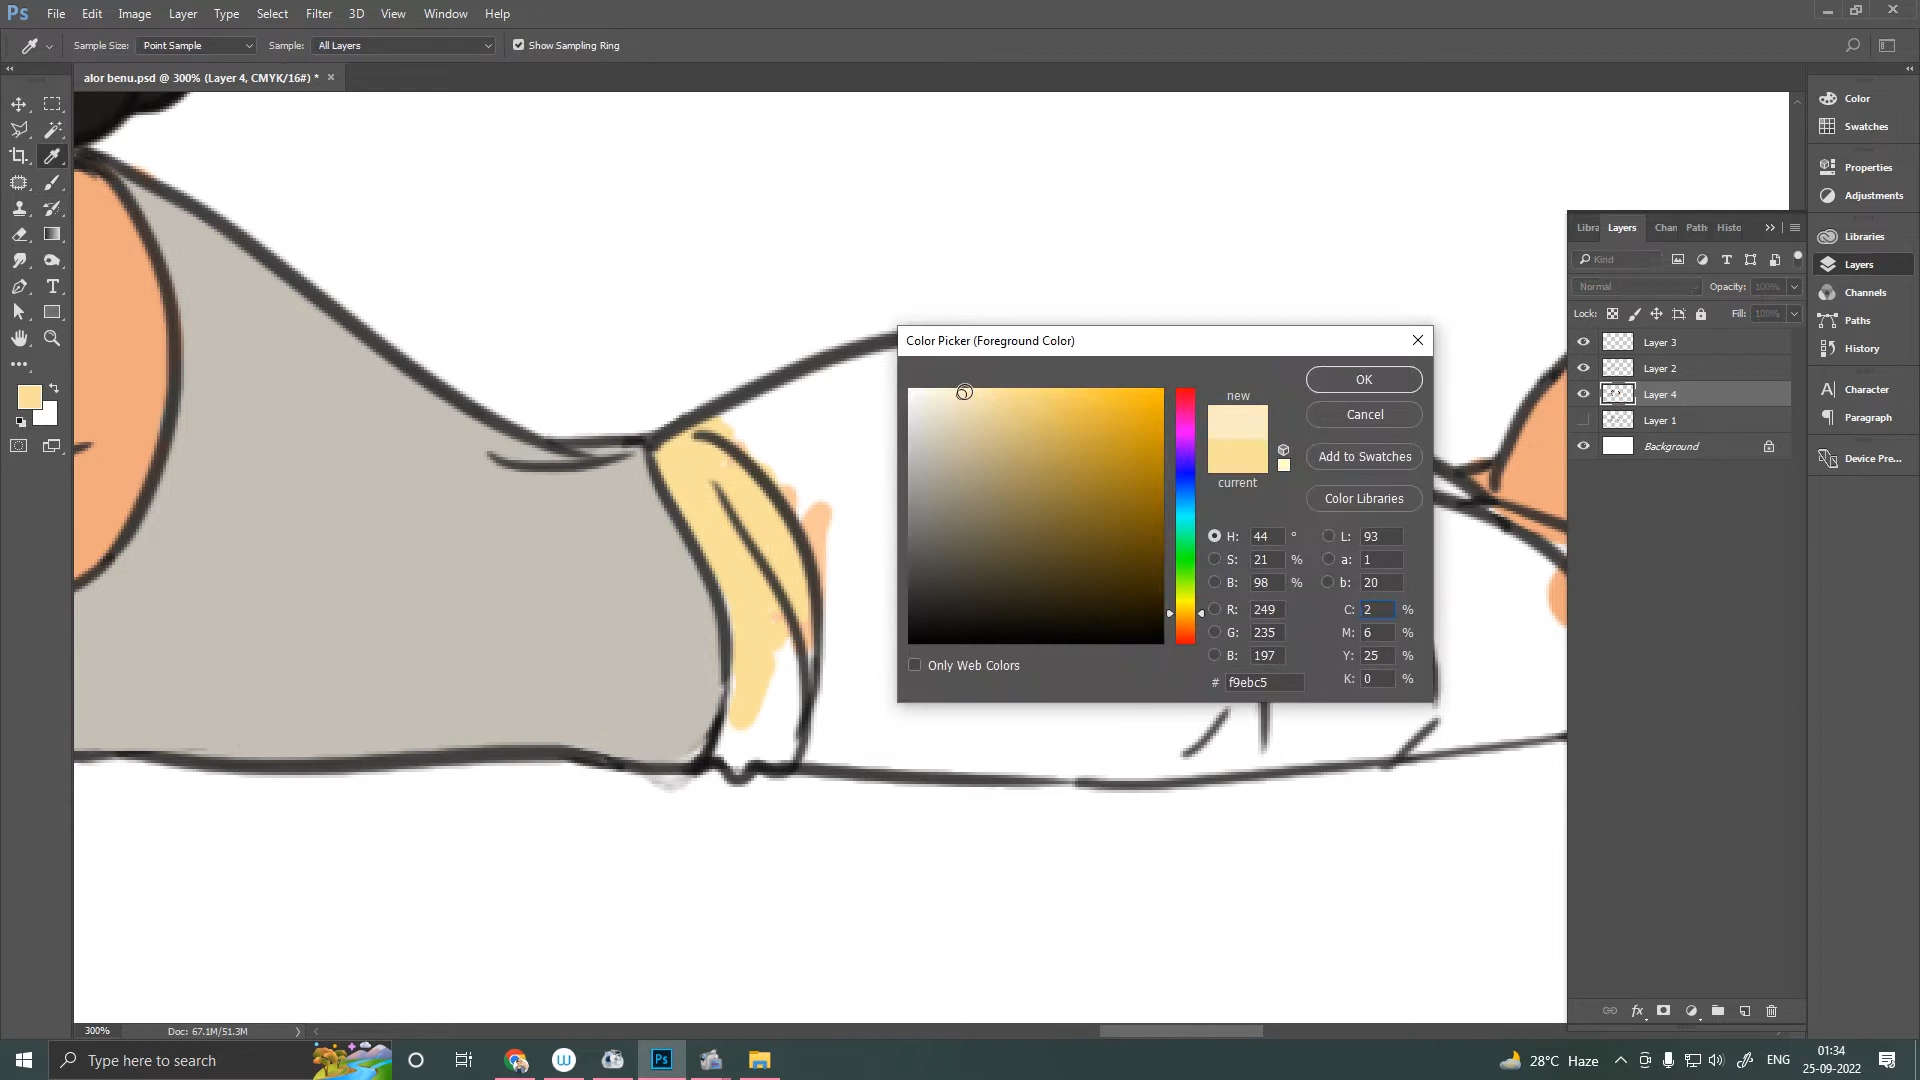 Ps File Edit Image Layer Type Select Filter 3D View Window Help
Sample Size: Point Sample Sample: All Layers Show Sampling Ring
alor benu.psd @ 300% (Layer 4, CMYK/16#) * ×
Color
Swatches
Properties
Adjustments
Libraries
Layers
Channels
Paths
History
Character
Paragraph
Device Pre...
Libra Layers Chan Path Histo
Kind
Normal Opacity: 100%
Lock: Fill: 100%
Layer 3
Layer 2
Layer 4
Layer 1
Background
Color Picker (Foreground Color)
new
current
OK
Cancel
Add to Swatches
Color Libraries
H: 44 ° L: 93
S: 21 % a: 1
B: 98 % b: 20
R: 249 C: 2 %
G: 235 M: 6 %
B: 197 Y: 25 %
# f9ebc5 K: 0 %
Only Web Colors
300% Doc: 67.1M/51.3M
Type here to search
28°C Haze
ENG
01:34
25-09-2022